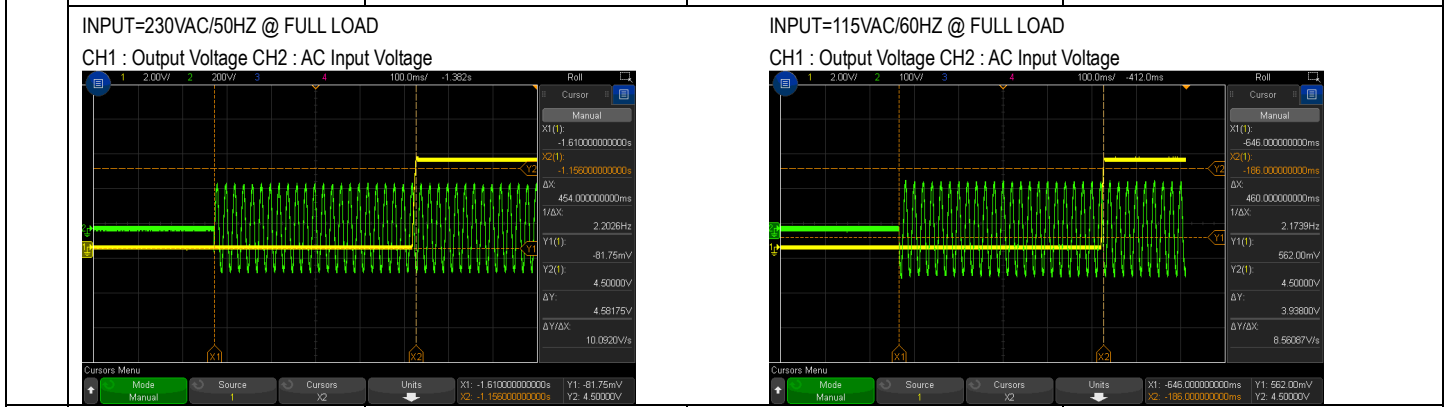 INPUT=230VAC/50HZ @ FULL LOAD
CH1 : Output Voltage CH2 : AC Input Voltage
1 2.00V/ 2 200V/ 3 4 100.0ms/ -1.382s Roll
Cursor
Manual
X1(1):
-1.610000000000s
X2(1):
-1.156000000000s
ΔX:
454.000000000ms
1/ΔX:
2.2026Hz
Y1(1):
-81.75mV
Y2(1):
4.50000V
ΔY:
4.58175V
ΔY/ΔX:
10.0920V/s
Y2
Y1
X1
X2
Cursors Menu
Mode
Manual
Source
1
Cursors
X2
Units
X1: -1.610000000000s
X2: -1.156000000000s
Y1: -81.75mV
Y2: 4.50000V
INPUT=115VAC/60HZ @ FULL LOAD
CH1 : Output Voltage CH2 : AC Input Voltage
1 2.00V/ 2 100V/ 3 4 100.0ms/ -412.0ms Roll
Cursor
Manual
X1(1):
-646.000000000ms
X2(1):
-186.000000000ms
ΔX:
460.000000000ms
1/ΔX:
2.1739Hz
Y1(1):
562.00mV
Y2(1):
4.50000V
ΔY:
3.93800V
ΔY/ΔX:
8.56087V/s
Y2
Y1
X1
X2
Cursors Menu
Mode
Manual
Source
1
Cursors
X2
Units
X1: -646.000000000ms
X2: -186.000000000ms
Y1: 562.00mV
Y2: 4.50000V